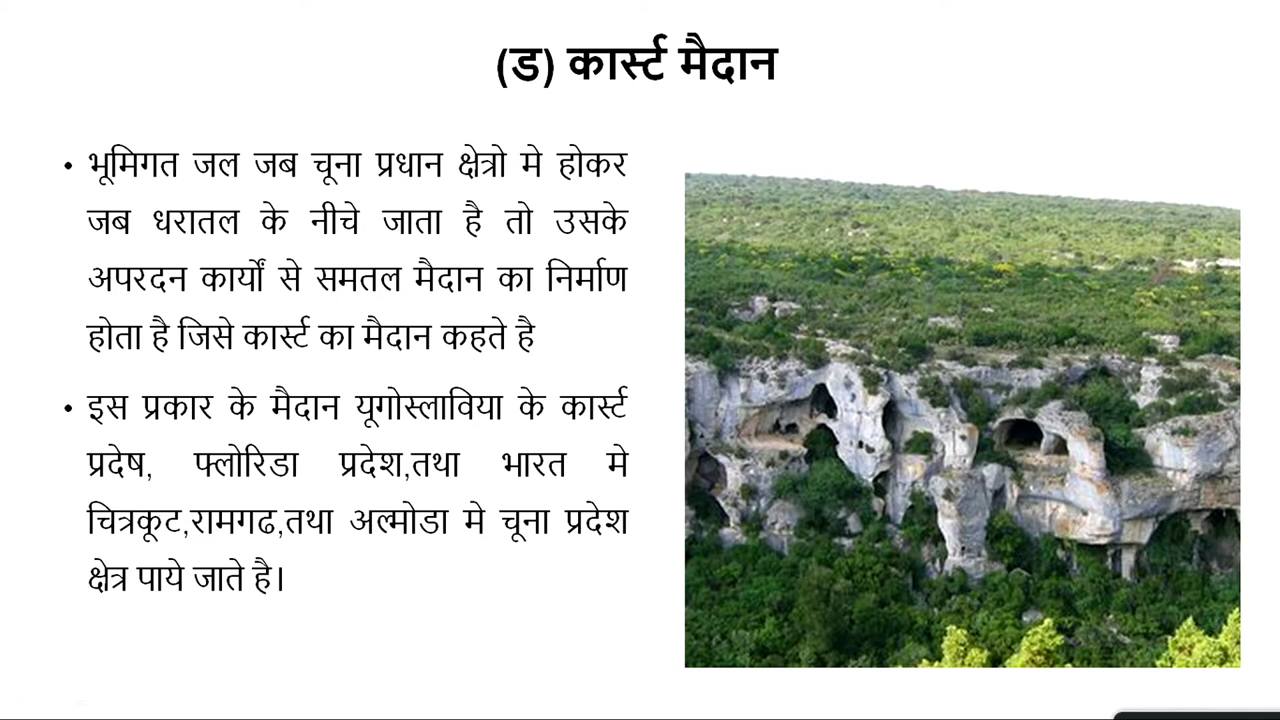 (ड) कार्स्ट मैदान
• भूमिगत जल जब चूना प्रधान क्षेत्रो मे होकर
जब धरातल के नीचे जाता है तो उसके
अपरदन कार्यों से समतल मैदान का निर्माण
होता है जिसे कार्स्ट का मैदान कहते है
• इस प्रकार के मैदान यूगोस्लाविया के कार्स्ट
प्रदेष, फ्लोरिडा प्रदेश,तथा भारत मे
चित्रकूट,रामगढ,तथा अल्मोडा मे चूना प्रदेश
क्षेत्र पाये जाते है।